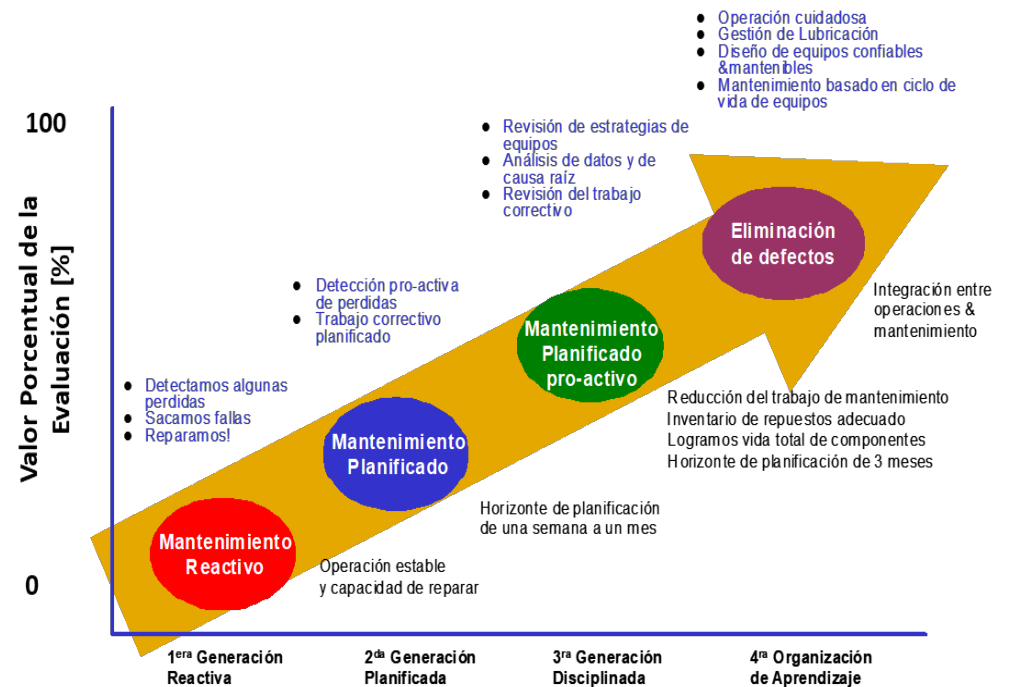 ● Operación cuidadosa
● Gestión de Lubricación
● Diseño de equipos confiables
&mantenibles
● Mantenimiento basado en ciclo de
vida de equipos
100
● Revisión de estrategias de
equipos
● Análisis de datos y de
causa raíz
● Revisión del trabajo
correctivo
Valor Porcentual de la
Evaluación [%]
Eliminación
de defectos
● Detección pro-activa
de perdidas
● Trabajo correctivo
planificado
Integración entre
operaciones &
mantenimiento
Mantenimiento
Planificado
pro-activo
● Detectamos algunas
perdidas
● Sacamos fallas
● Reparamos!
Reducción del trabajo de mantenimiento
Inventario de repuestos adecuado
Logramos vida total de componentes
Horizonte de planificación de 3 meses
Mantenimiento
Planificado
Horizonte de planificación
de una semana a un mes
Mantenimiento
Reactivo
Operación estable
y capacidad de reparar
0
1era Generación
Reactiva
2da Generación
Planificada
3ra Generación
Disciplinada
4ra Organización
de Aprendizaje